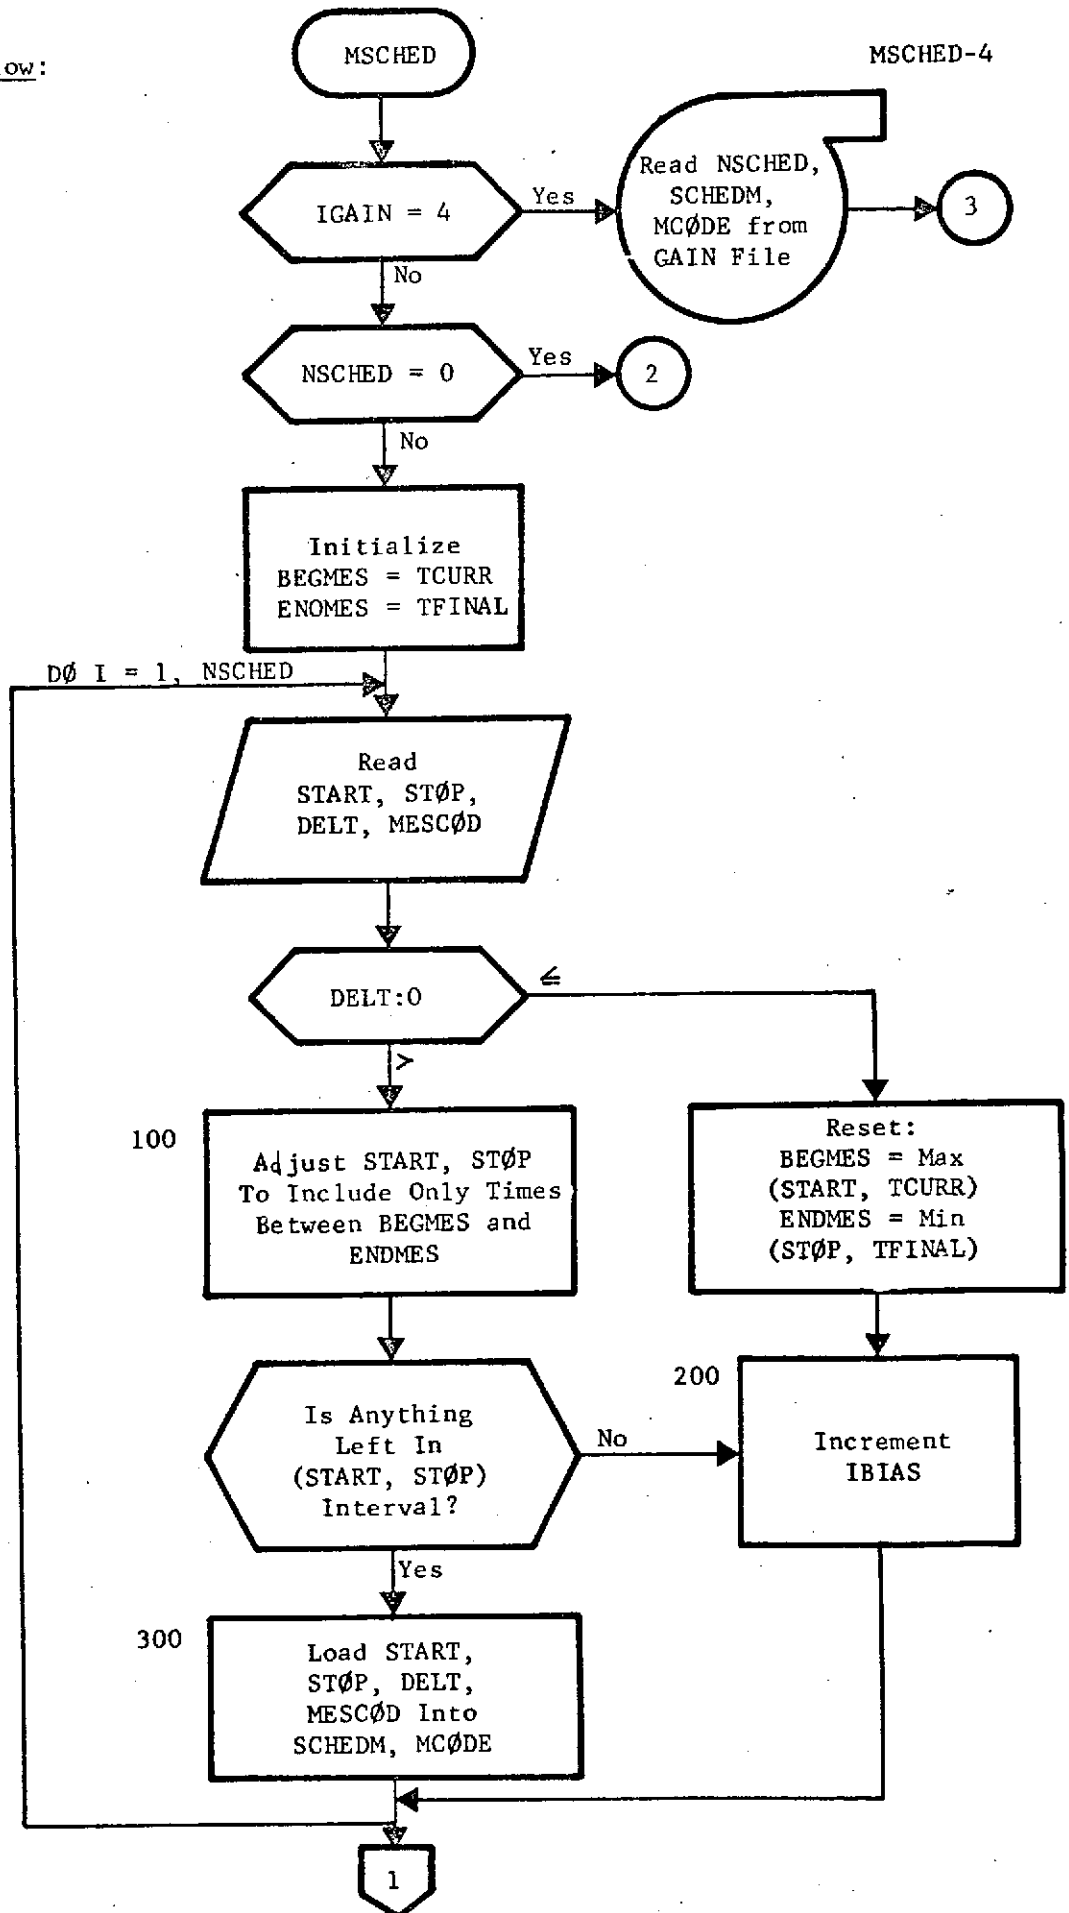 MSCHED-4
low:
MSCHED
IGAIN = 4
Yes
Read NSCHED,
SCHEDM,
MCØDE from
GAIN File
3
No
NSCHED = 0
Yes
2
No
Initialize
BEGMES = TCURR
ENOMES = TFINAL
DØ I = 1, NSCHED
Read
START, STØP,
DELT, MESCØD
DELT:0
≤
>
100
Adjust START, STØP
To Include Only Times
Between BEGMES and
ENDMES
Reset:
BEGMES = Max
(START, TCURR)
ENDMES = Min
(STØP, TFINAL)
Is Anything
Left In
(START, STØP)
Interval?
No
200
Increment
IBIAS
Yes
300
Load START,
STØP, DELT,
MESCØD Into
SCHEDM, MCØDE
1